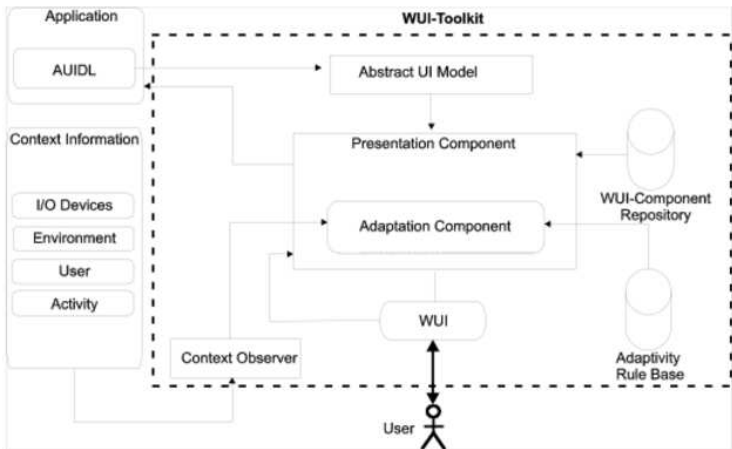 Application
WUI-Toolkit
AUIDL
Abstract UI Model
Context Information
Presentation Component
I/O Devices
Environment
User
Activity
Adaptation Component
WUI-Component
Repository
WUI
Context Observer
Adaptivity
Rule Base
User